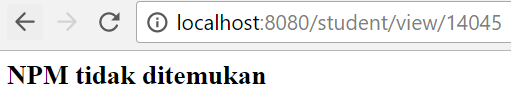 localhost:8080/student/view/14045
NPM tidak ditemukan